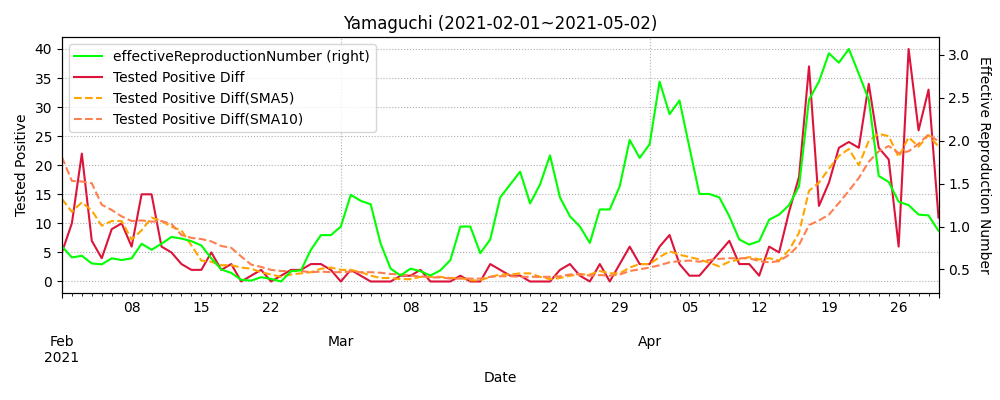 Yamaguchi (2021-02-01~2021-05-02)
effectiveReproductionNumber (right)
Tested Positive Diff
Tested Positive Diff(SMA5)
Tested Positive Diff(SMA10)
Tested Positive
40
35
30
25
20
15
10
5
0
3.0
2.5
2.0
1.5
1.0
0.5
Effective Reproduction Number
08 15 22 08 15 22 29 05 12 19 26
Feb Mar Apr
2021
Date